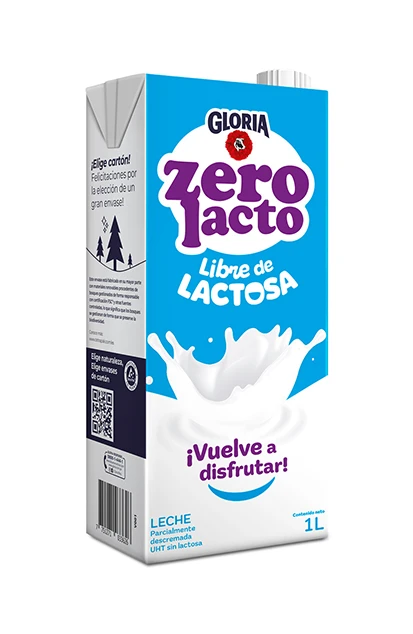 GLORIA
zero
lacto
Libre de
LACTOSA
¡Vuelve a
disfrutar!
LECHE
Parcialmente
descremada
UHT sin lactosa
Contenido neto
1L
¡Elige cartón!
Felicitaciones por
la elección de un
gran envase!
Elige naturaleza,
Elige envases
de cartón